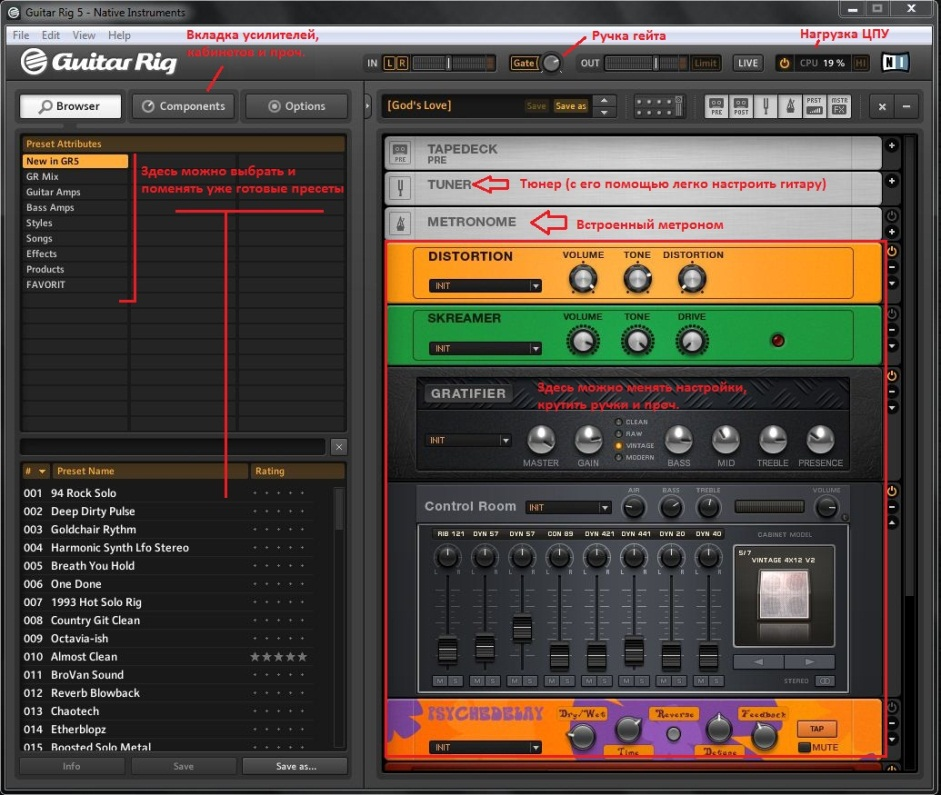 Guitar Rig 5 - Native Instruments
File Edit View Help
Вкладка усилителей,
кабинетов и проч.
Ручка гейта
Нагрузка ЦПУ
Guitar Rig
IN L R
Gate
OUT
Limit
LIVE
CPU 19 % HI
NI
Browser
Components
Options
[God's Love]
Save
Save as
PRE
POST
PRST
MSTR
FX
Preset Attributes
New in GR5
GR Mix
Guitar Amps
Bass Amps
Styles
Songs
Effects
Products
FAVORIT
Здесь можно выбрать и
поменять уже готовые пресеты
# Preset Name Rating
001 94 Rock Solo
002 Deep Dirty Pulse
003 Goldchair Rythm
004 Harmonic Synth Lfo Stereo
005 Breath You Hold
006 One Done
007 1993 Hot Solo Rig
008 Country Git Clean
009 Octavia-ish
010 Almost Clean
011 BroVan Sound
012 Reverb Blowback
013 Chaotech
014 Etherblopz
015 Boosted Solo Metal
Info
Save
Save as...
PRE
TAPEDECK
PRE
TUNER
Тюнер (с его помощью легко настроить гитару)
METRONOME
Встроенный метроном
DISTORTION
INIT
VOLUME TONE DISTORTION
SKREAMER
INIT
VOLUME TONE DRIVE
GRATIFIER
INIT
Здесь можно менять настройки,
крутить ручки и проч.
MASTER GAIN
CLEAN
RAW
VINTAGE
MODERN
BASS MID TREBLE PRESENCE
Control Room INIT
AIR BASS TREBLE VOLUME
RIB 121 DYN 57 DYN 57 CON 89 DYN 421 DYN 441 DYN 20 DYN 40
L R L R L R L R L R L R L R L R
M S M S M S M S M S M S M S M S
CABINET MODEL
5/7
VINTAGE 4X12 V2
STEREO
PSYCHEDELAY
INIT
Dry/Wet
Time
Reverse
Detune
Feedback
TAP
MUTE